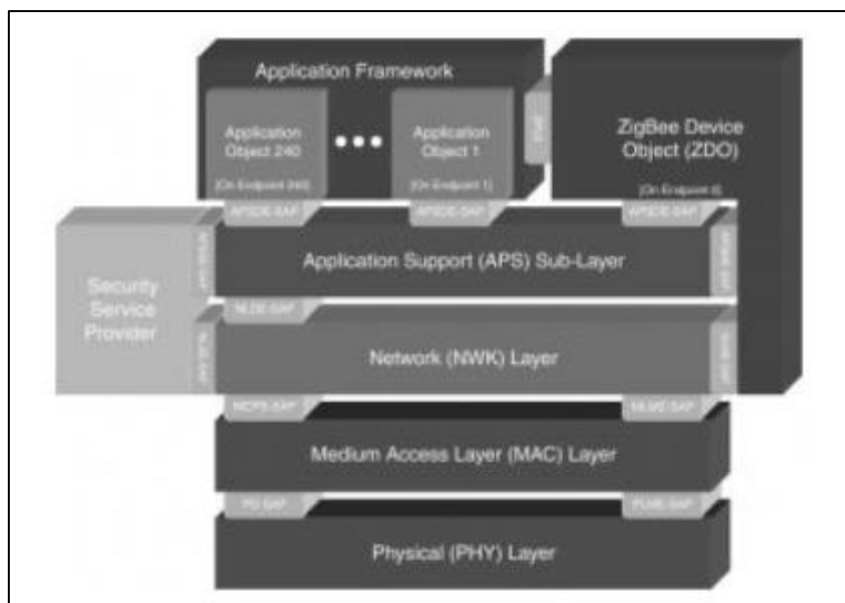 Application Framework
Application
Object 240
[On Endpoint 240]
Application
Object 1
[On Endpoint 1]
ZigBee Device
Object (ZDO)
[On Endpoint 0]
APSDE-SAP
APSDE-SAP
APSDE-SAP
Security
Service
Provider
Application Support (APS) Sub-Layer
NLDE-SAP
Network (NWK) Layer
MCPS-SAP
MLME-SAP
Medium Access Layer (MAC) Layer
PD-SAP
PLME-SAP
Physical (PHY) Layer